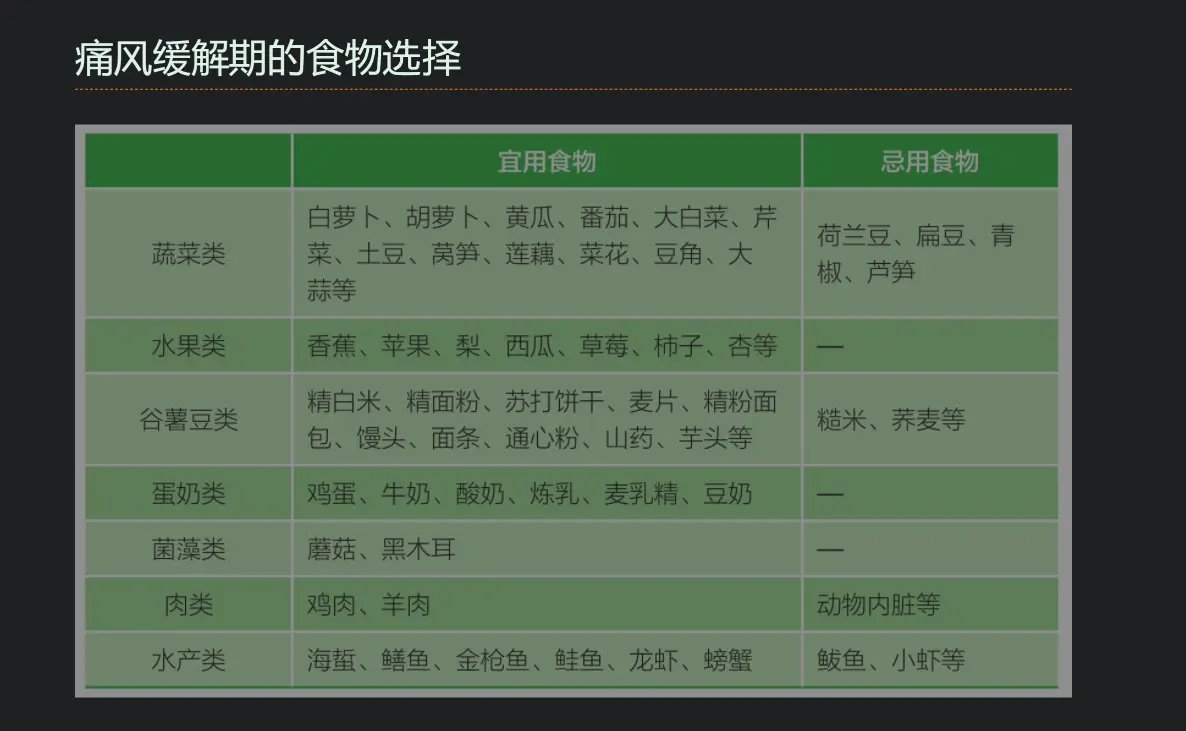 痛风缓解期的食物选择
宜用食物
忌用食物
蔬菜类
白萝卜、胡萝卜、黄瓜、番茄、大白菜、芹
菜、土豆、莴笋、莲藕、菜花、豆角、大
蒜等
荷兰豆、扁豆、青
椒、芦笋
水果类
香蕉、苹果、梨、西瓜、草莓、柿子、杏等
—
谷薯豆类
精白米、精面粉、苏打饼干、麦片、精粉面
包、馒头、面条、通心粉、山药、芋头等
糙米、荞麦等
蛋奶类
鸡蛋、牛奶、酸奶、炼乳、麦乳精、豆奶
—
菌藻类
蘑菇、黑木耳
—
肉类
鸡肉、羊肉
动物内脏等
水产类
海蜇、鳝鱼、金枪鱼、鲑鱼、龙虾、螃蟹
鲅鱼、小虾等